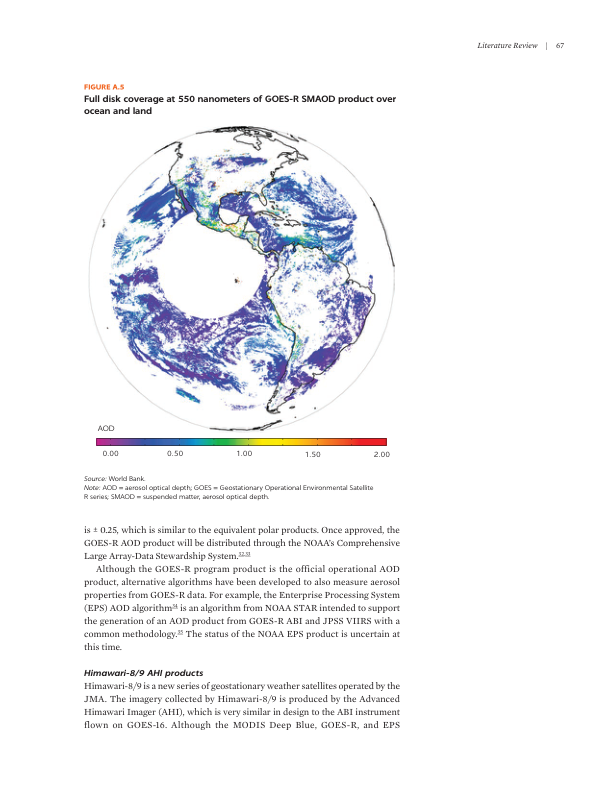 Literature Review | 67
FIGURE A.5
Full disk coverage at 550 nanometers of GOES-R SMAOD product over
ocean and land
AOD
0.00 0.50 1.00 1.50 2.00
Source: World Bank.
Note: AOD = aerosol optical depth; GOES = Geostationary Operational Environmental Satellite
R series; SMAOD = suspended matter, aerosol optical depth.
is ± 0.25, which is similar to the equivalent polar products. Once approved, the
GOES-R AOD product will be distributed through the NOAA’s Comprehensive
Large Array-Data Stewardship System.32,33
Although the GOES-R program product is the official operational AOD
product, alternative algorithms have been developed to also measure aerosol
properties from GOES-R data. For example, the Enterprise Processing System
(EPS) AOD algorithm34 is an algorithm from NOAA STAR intended to support
the generation of an AOD product from GOES-R ABI and JPSS VIIRS with a
common methodology.35 The status of the NOAA EPS product is uncertain at
this time.
Himawari-8/9 AHI products
Himawari-8/9 is a new series of geostationary weather satellites operated by the
JMA. The imagery collected by Himawari-8/9 is produced by the Advanced
Himawari Imager (AHI), which is very similar in design to the ABI instrument
flown on GOES-16. Although the MODIS Deep Blue, GOES-R, and EPS